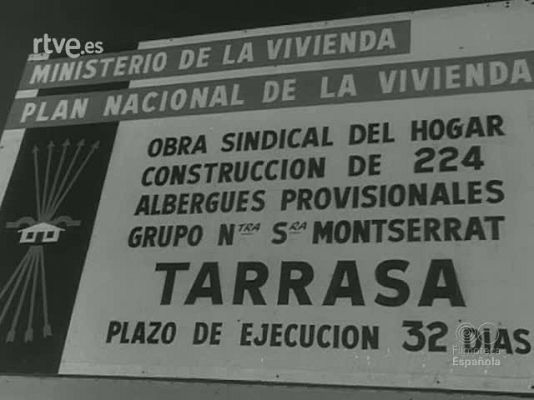 rtve.es
MINISTERIO DE LA VIVIENDA
PLAN NACIONAL DE LA VIVIENDA
OBRA SINDICAL DEL HOGAR
CONSTRUCCION DE 224
ALBERGUES PROVISIONALES
GRUPO NTRA SRA MONTSERRAT
TARRASA
PLAZO DE EJECUCION 32 DIAS
Filmoteca
Española